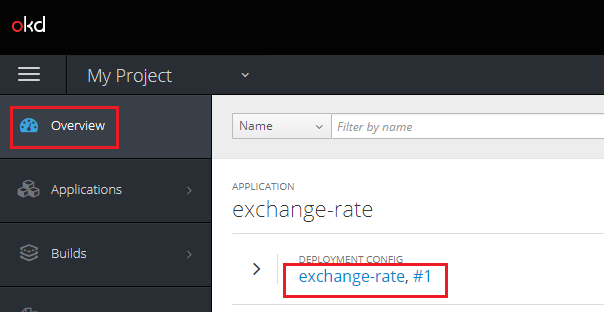 okd
My Project
Overview
Name
Filter by name
Applications
APPLICATION
exchange-rate
Builds
DEPLOYMENT CONFIG
exchange-rate, #1